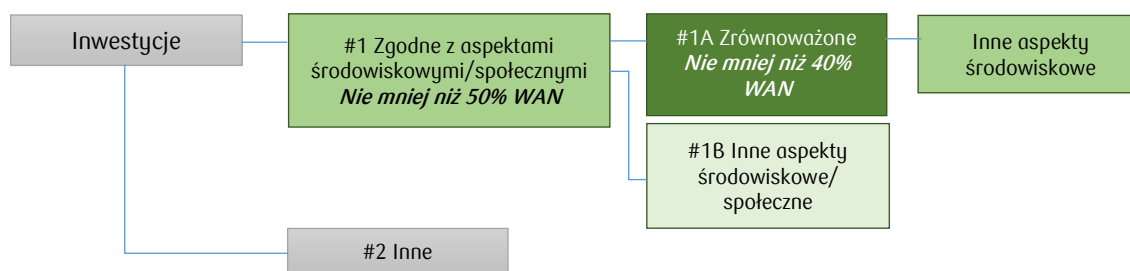 Inwestycje
#1 Zgodne z aspektami
środowiskowymi/społecznymi
Nie mniej niż 50% WAN
#1A Zrównoważone
Nie mniej niż 40%
WAN
Inne aspekty
środowiskowe
#1B Inne aspekty
środowiskowe/
społeczne
#2 Inne